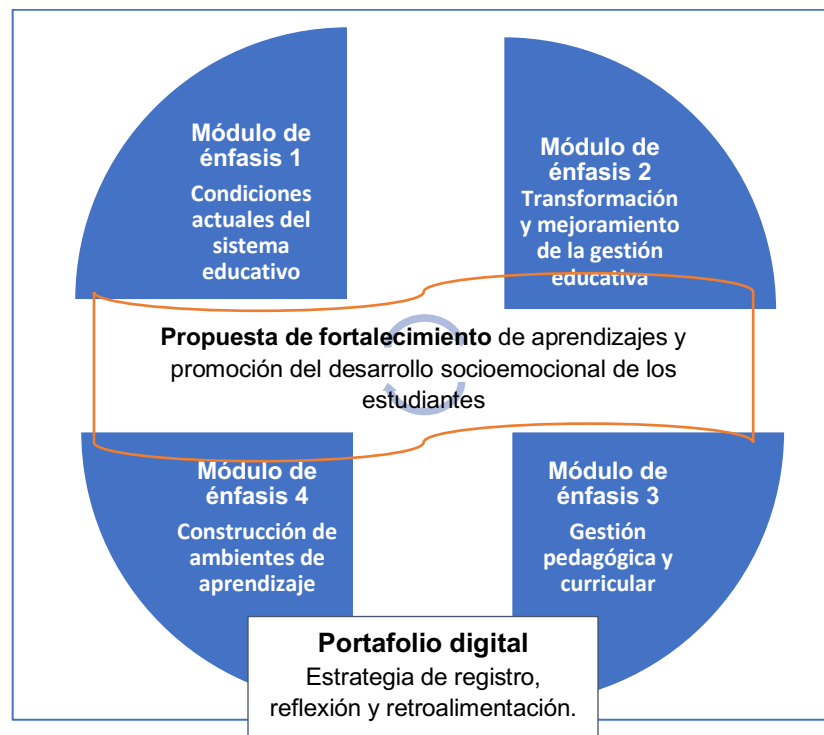 Módulo de
énfasis 1
Condiciones
actuales del
sistema
educativo
Módulo de
énfasis 2
Transformación
y mejoramiento
de la gestión
educativa
Propuesta de fortalecimiento de aprendizajes y
promoción del desarrollo socioemocional de los
estudiantes
Módulo de
énfasis 4
Construcción de
ambientes de
aprendizaje
Módulo de
énfasis 3
Gestión
pedagógica y
curricular
Portafolio digital
Estrategia de registro,
reflexión y retroalimentación.